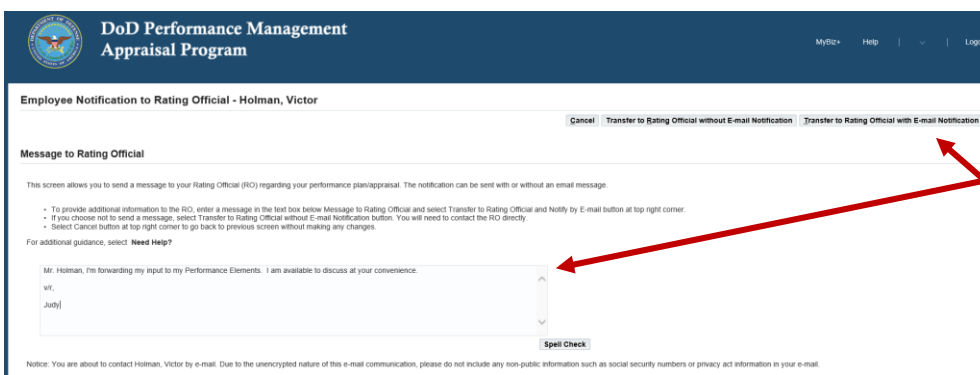 DoD Performance Management
Appraisal Program
MyBiz+ Help | | Logo
Employee Notification to Rating Official - Holman, Victor
Cancel Transfer to Rating Official without E-mail Notification Transfer to Rating Official with E-mail Notification
Message to Rating Official
This screen allows you to send a message to your Rating Official (RO) regarding your performance plan/appraisal. The notification can be sent with or without an email message.
• To provide additional information to the RO, enter a message in the text box below Message to Rating Official and select Transfer to Rating Official and Notify by E-mail button at top right corner.
• If you choose not to send a message, select Transfer to Rating Official without E-mail Notification button. You will need to contact the RO directly.
• Select Cancel button at top right corner to go back to previous screen without making any changes.
For additional guidance, select Need Help?
Mr. Holman, I'm forwarding my input to my Performance Elements. I am available to discuss at your convenience.
v/r,
Judy
Spell Check
Notice: You are about to contact Holman, Victor by e-mail. Due to the unencrypted nature of this e-mail communication, please do not include any non-public information such as social security numbers or privacy act information in your e-mail.